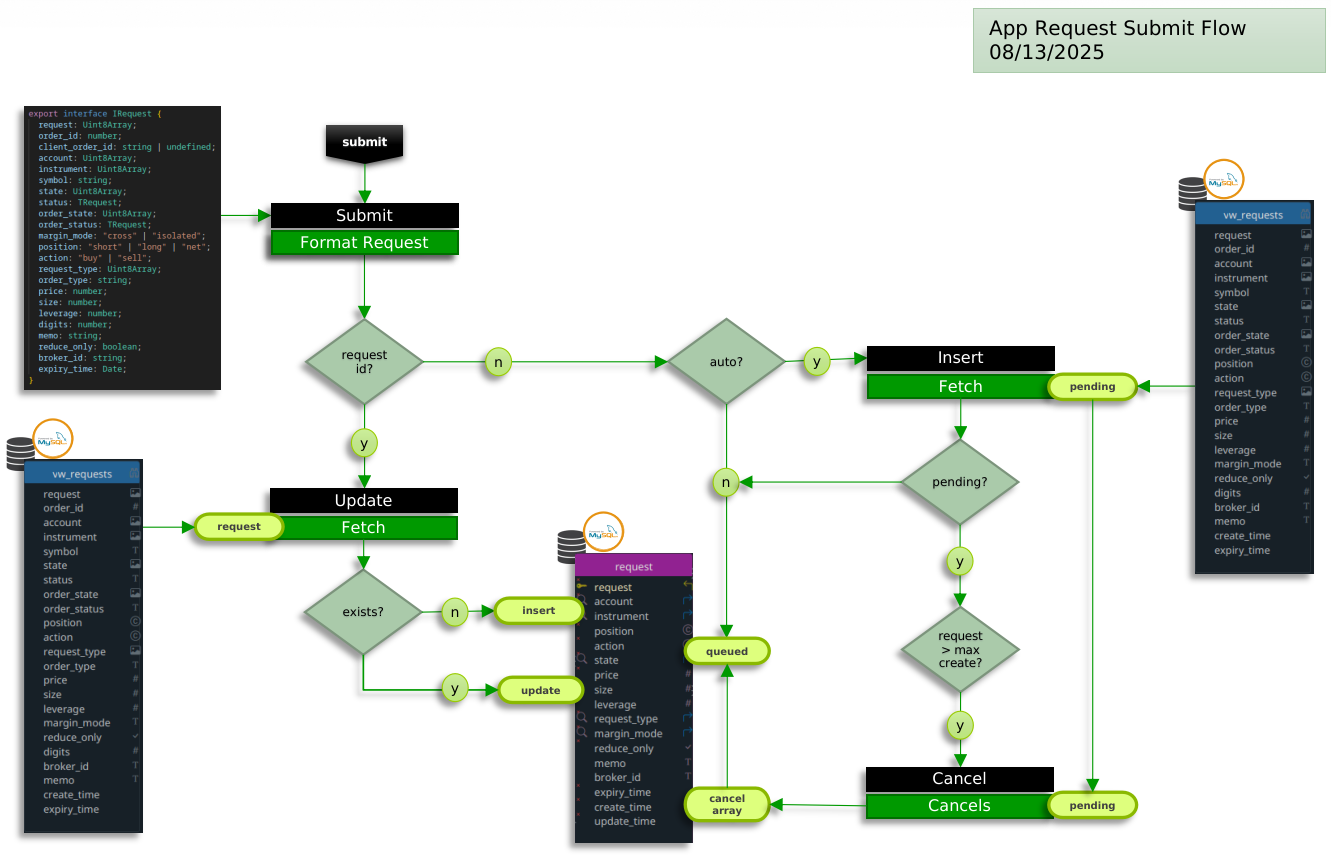 App Request Submit Flow
08/13/2025
export interface IRequest {
request: Uint8Array;
order_id: number;
client_order_id: string | undefined;
account: Uint8Array;
instrument: Uint8Array;
symbol: string;
state: Uint8Array;
status: TRequest;
order_state: Uint8Array;
order_status: TRequest;
margin_mode: "cross" | "isolated";
position: "short" | "long" | "net";
action: "buy" | "sell";
request_type: Uint8Array;
order_type: string;
price: number;
size: number;
leverage: number;
digits: number;
memo: string;
reduce_only: boolean;
broker_id: string;
expiry_time: Date;
}
submit
Submit
Format Request
request
id?
n
auto?
y
Insert
Fetch
pending
MySQL
vw_requests
request
order_id
account
instrument
symbol
state
status
order_state
order_status
position
action
request_type
order_type
price
size
leverage
margin_mode
reduce_only
digits
broker_id
memo
create_time
expiry_time
y
Update
Fetch
request
MySQL
vw_requests
request
order_id
account
instrument
symbol
state
status
order_state
order_status
position
action
request_type
order_type
price
size
leverage
margin_mode
reduce_only
digits
broker_id
memo
create_time
expiry_time
exists?
n
insert
y
update
MySQL
request
request
account
instrument
position
action
state
price
size
leverage
request_type
margin_mode
reduce_only
memo
broker_id
expiry_time
create_time
update_time
n
queued
pending?
y
request
> max
create?
y
Cancel
Cancels
pending
cancel
array